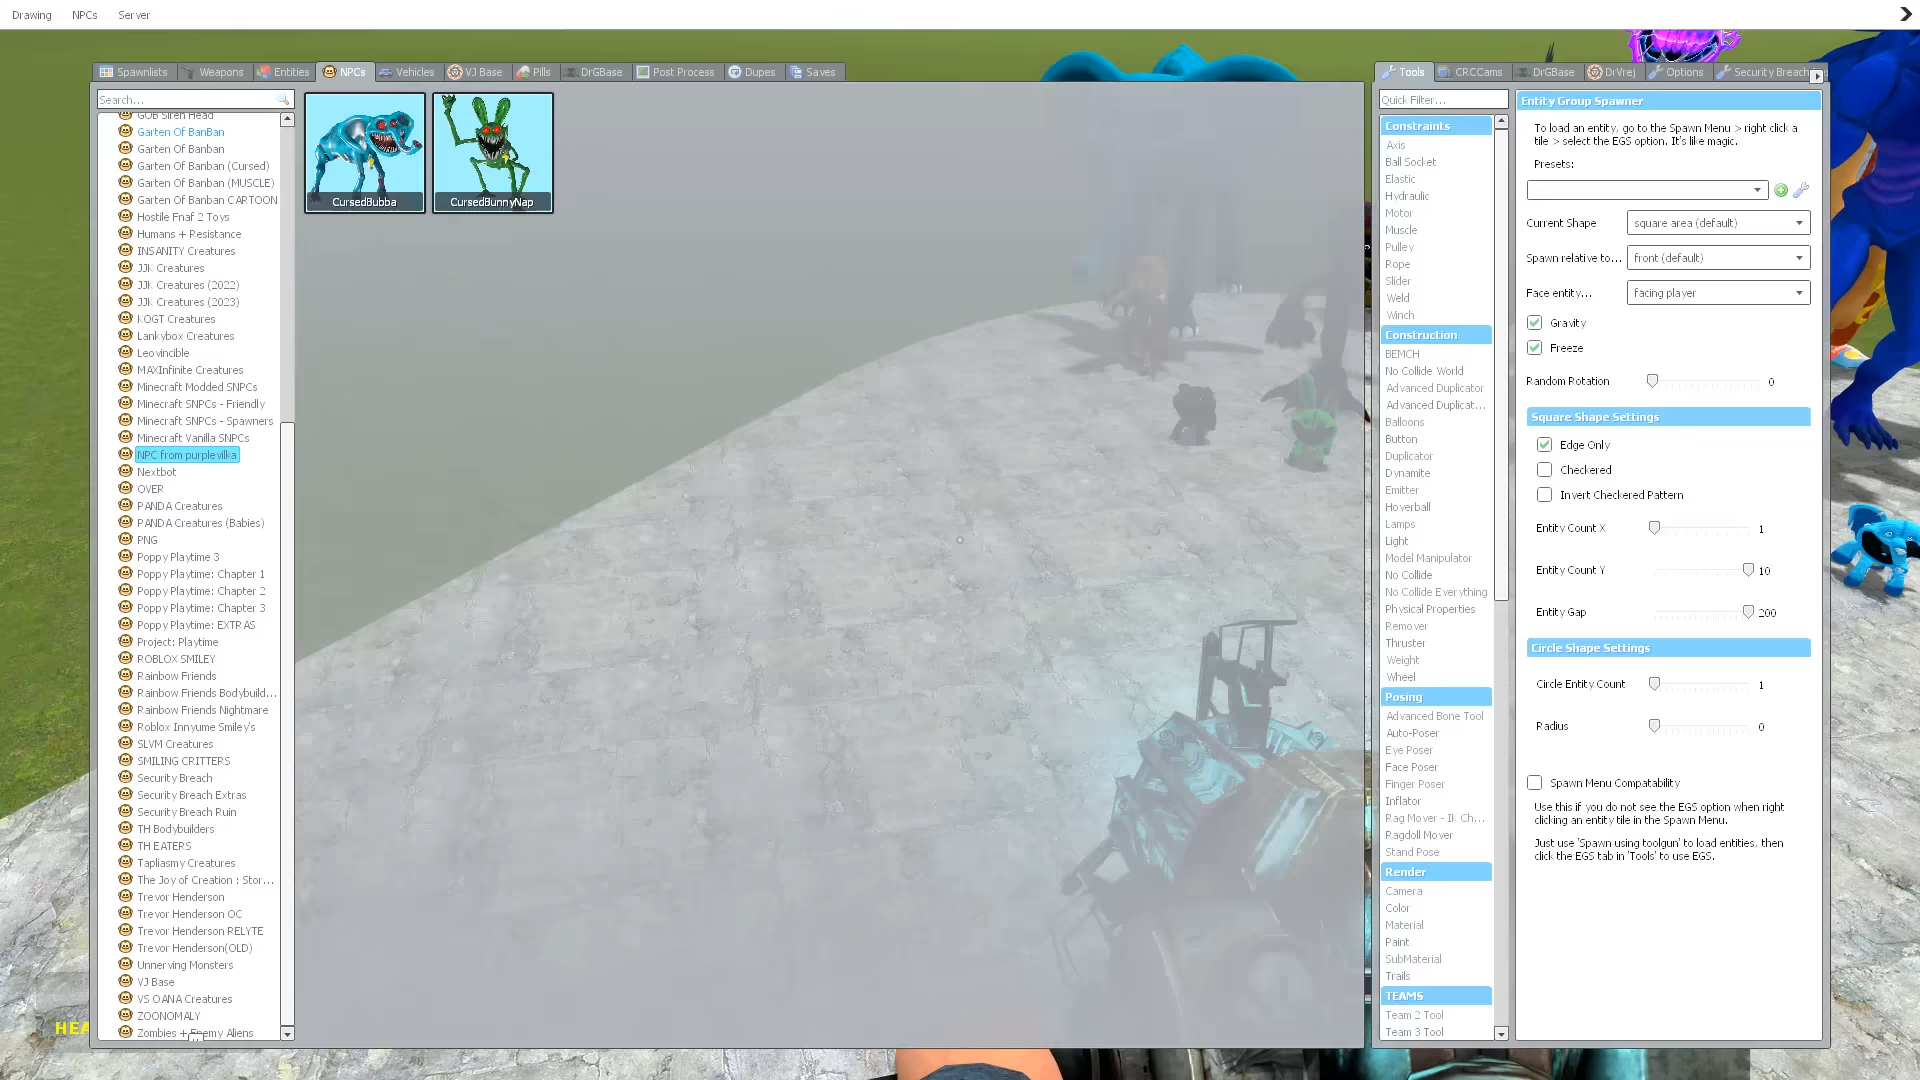 Drawing NPCs Server
Spawnlists Weapons Entities NPCs Vehicles VJ Base Pills DrGBase Post Process Dupes Saves
Search...
GOB Siren Head
Garten Of BanBan
Garten Of Banban
Garten Of Banban (Cursed)
Garten Of Banban (MUSCLE)
Garten Of Banban CARTOON
Hostile Fnaf 2 Toys
Humans + Resistance
INSANITY Creatures
JJK Creatures
JJK Creatures (2022)
JJK Creatures (2023)
KOGT Creatures
Lankybox Creatures
Leovincible
MAXInfinite Creatures
Minecraft Modded SNPCs
Minecraft SNPCs - Friendly
Minecraft SNPCs - Spawners
Minecraft Vanilla SNPCs
NPC from purplevilka
Nextbot
OVER
PANDA Creatures
PANDA Creatures (Babies)
PNG
Poppy Playtime 3
Poppy Playtime: Chapter 1
Poppy Playtime: Chapter 2
Poppy Playtime: Chapter 3
Poppy Playtime: EXTRAS
Project: Playtime
ROBLOX SMILEY
Rainbow Friends
Rainbow Friends Bodybuild...
Rainbow Friends Nightmare
Roblox Innyume Smiley's
SLVM Creatures
SMILING CRITTERS
Security Breach
Security Breach Extras
Security Breach Ruin
TH Bodybuilders
TH EATERS
Tapliasmy Creatures
The Joy of Creation : Stor...
Trevor Henderson
Trevor Henderson OC
Trevor Henderson RELYTE
Trevor Henderson(OLD)
Unnerving Monsters
VJ Base
VS OANA Creatures
ZOONOMALY
Zombies + Enemy Aliens
CursedBubba
CursedBunnyNap
Tools CRCCams DrGBase DrVrej Options Security Breach
Quick Filter...
Constraints
Axis
Ball Socket
Elastic
Hydraulic
Motor
Muscle
Pulley
Rope
Slider
Weld
Winch
Construction
BEMCH
No Collide World
Advanced Duplicator
Advanced Duplicat...
Balloons
Button
Duplicator
Dynamite
Emitter
Hoverball
Lamps
Light
Model Manipulator
No Collide
No Collide Everything
Physical Properties
Remover
Thruster
Weight
Wheel
Posing
Advanced Bone Tool
Auto-Poser
Eye Poser
Face Poser
Finger Poser
Inflator
Rag Mover - Ik Ch...
Ragdoll Mover
Stand Pose
Render
Camera
Color
Material
Paint
SubMaterial
Trails
TEAMS
Team 2 Tool
Team 3 Tool
Entity Group Spawner
To load an entity, go to the Spawn Menu > right click a
tile > select the EGS option. It's like magic.
Presets:
Current Shape square area (default)
Spawn relative to... front (default)
Face entity... facing player
Gravity
Freeze
Random Rotation 0
Square Shape Settings
Edge Only
Checkered
Invert Checkered Pattern
Entity Count X 1
Entity Count Y 10
Entity Gap 200
Circle Shape Settings
Circle Entity Count 1
Radius 0
Spawn Menu Compatability
Use this if you do not see the EGS option when right
clicking an entity tile in the Spawn Menu.
Just use 'Spawn using toolgun' to load entities, then
click the EGS tab in 'Tools' to use EGS.
HEA